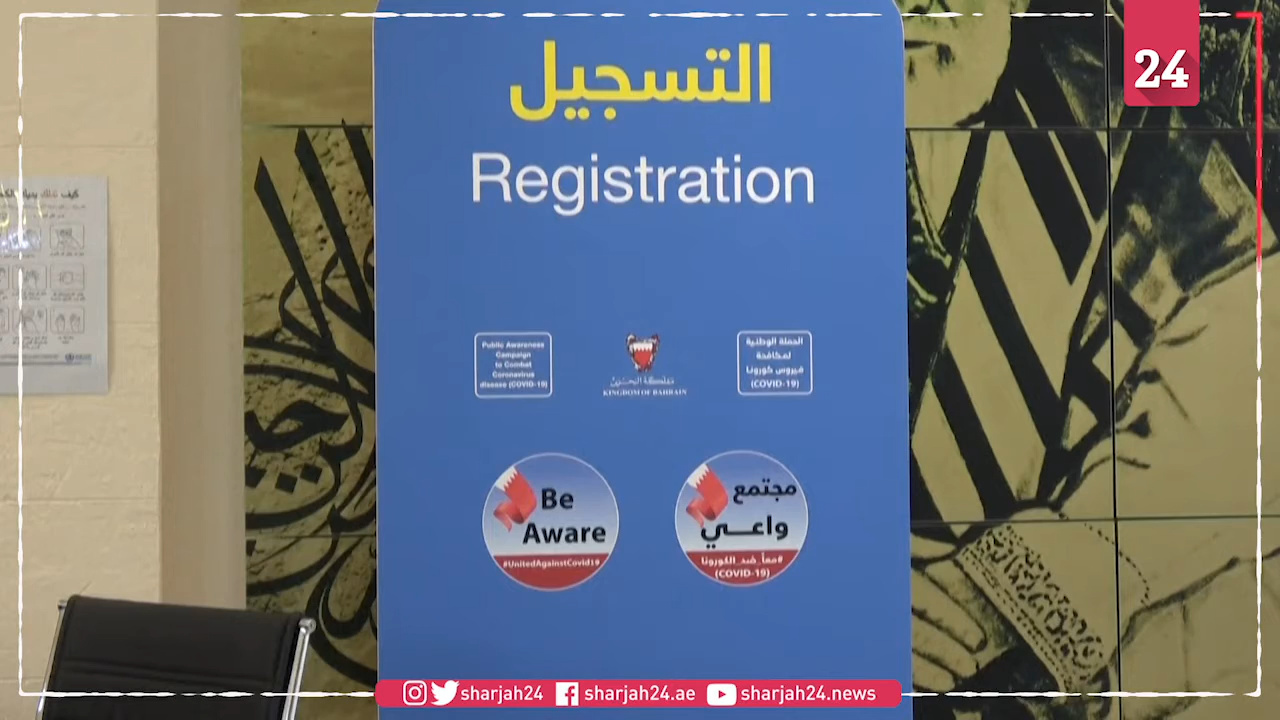 24
التسجيل
Registration
Public Awareness
Campaign
to Combat
Coronavirus
disease (COVID-19)
مملكة البحرين
KINGDOM OF BAHRAIN
الحملة الوطنية
لمكافحة
فيروس كورونا
(COVID-19)
Be
Aware
#UnitedAgainstCovid19
مجتمع
واعي
#معاً_ضد_الكورونا
(COVID-19)
كيف
sharjah24
sharjah24.ae
sharjah24.news